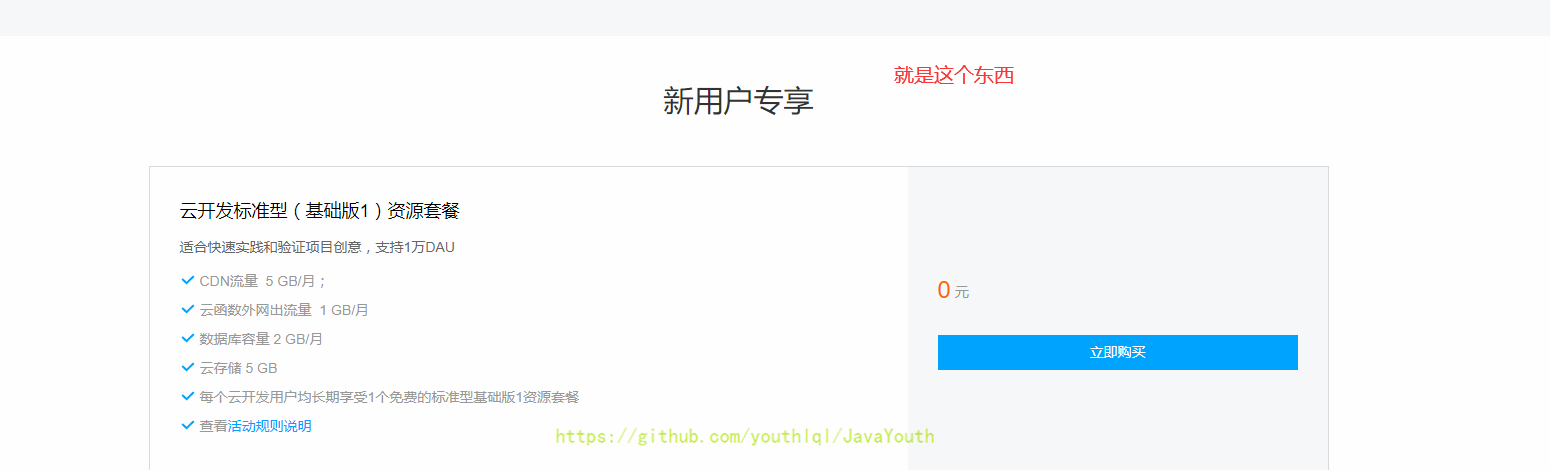 就是这个东西
新用户专享
云开发标准型（基础版1）资源套餐
适合快速实践和验证项目创意，支持1万DAU
CDN流量 5 GB/月；
云函数外网出流量 1 GB/月
数据库容量 2 GB/月
云存储 5 GB
每个云开发用户均长期享受1个免费的标准型基础版1资源套餐
查看活动规则说明
0 元
立即购买
https://github.com/youthlql/JavaYouth